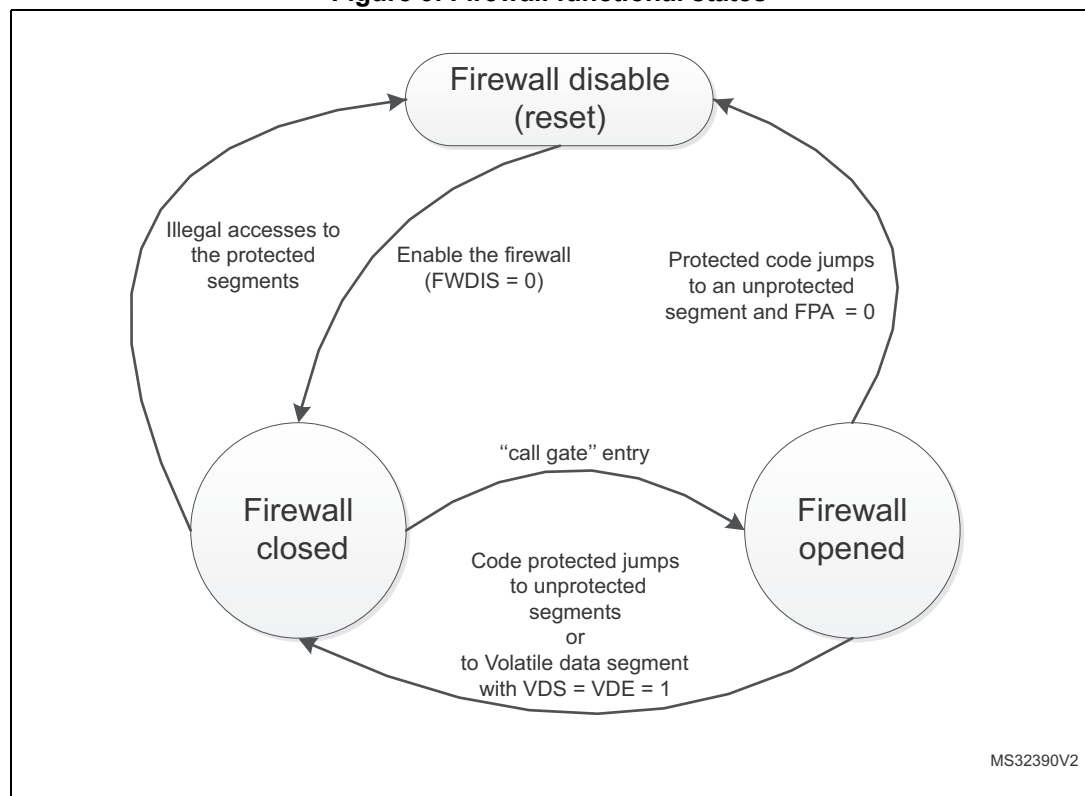 Figure 9. Firewall functional states
Firewall disable
(reset)
Illegal accesses to
the protected
segments
Enable the firewall
(FWDIS = 0)
Protected code jumps
to an unprotected
segment and FPA  = 0
“call gate” entry
Firewall
closed
Firewall
opened
Code protected jumps
to unprotected
segments
or
to Volatile data segment
with VDS = VDE = 1
MS32390V2